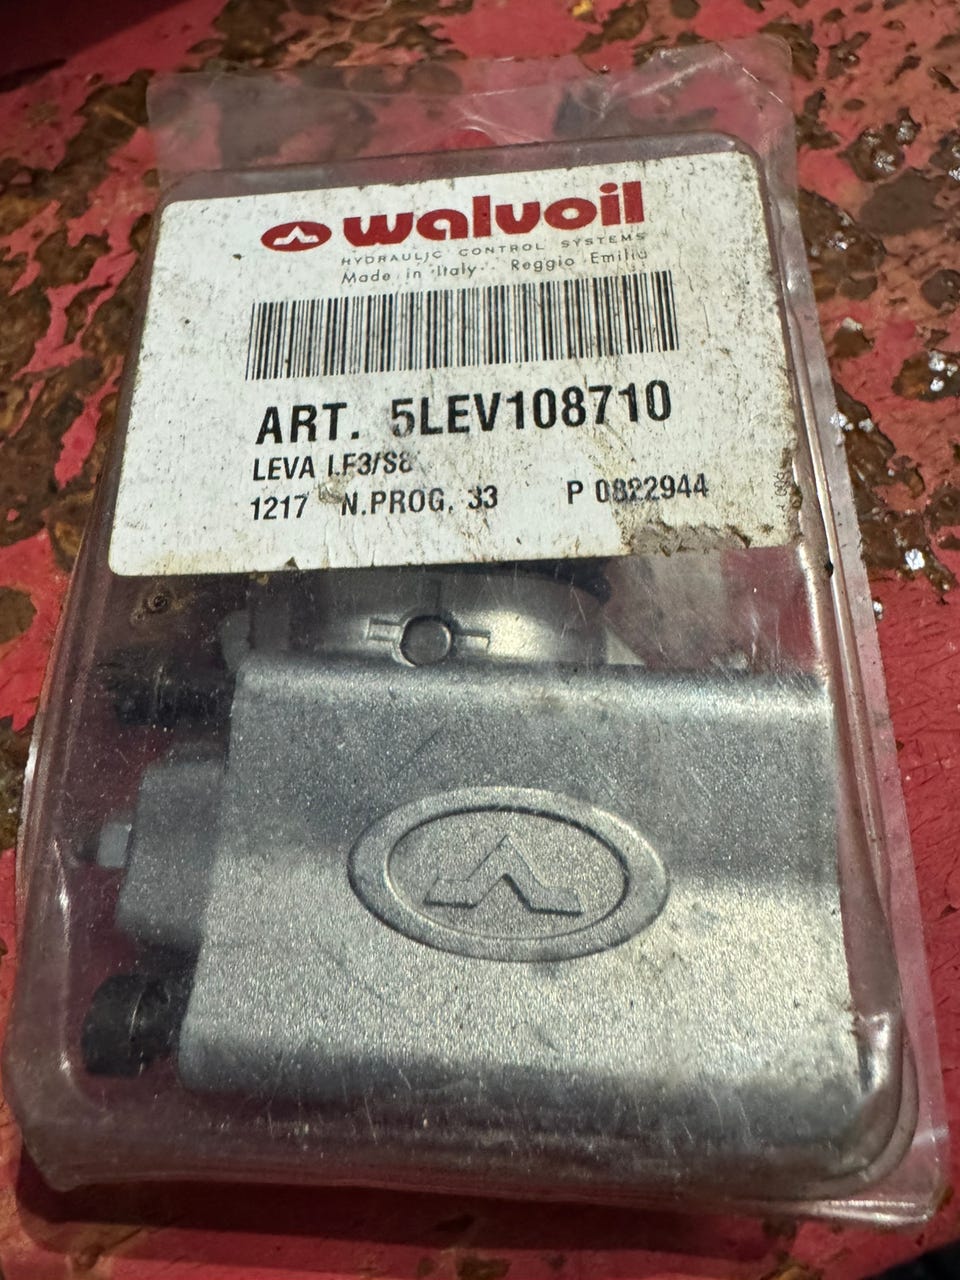 walvoil
HYDRAULIC CONTROL SYSTEMS
Made in Italy - Reggio Emilia
ART. 5LEV108710
LEVA LF3/S8
1217 N.PROG. 33 P 0822944